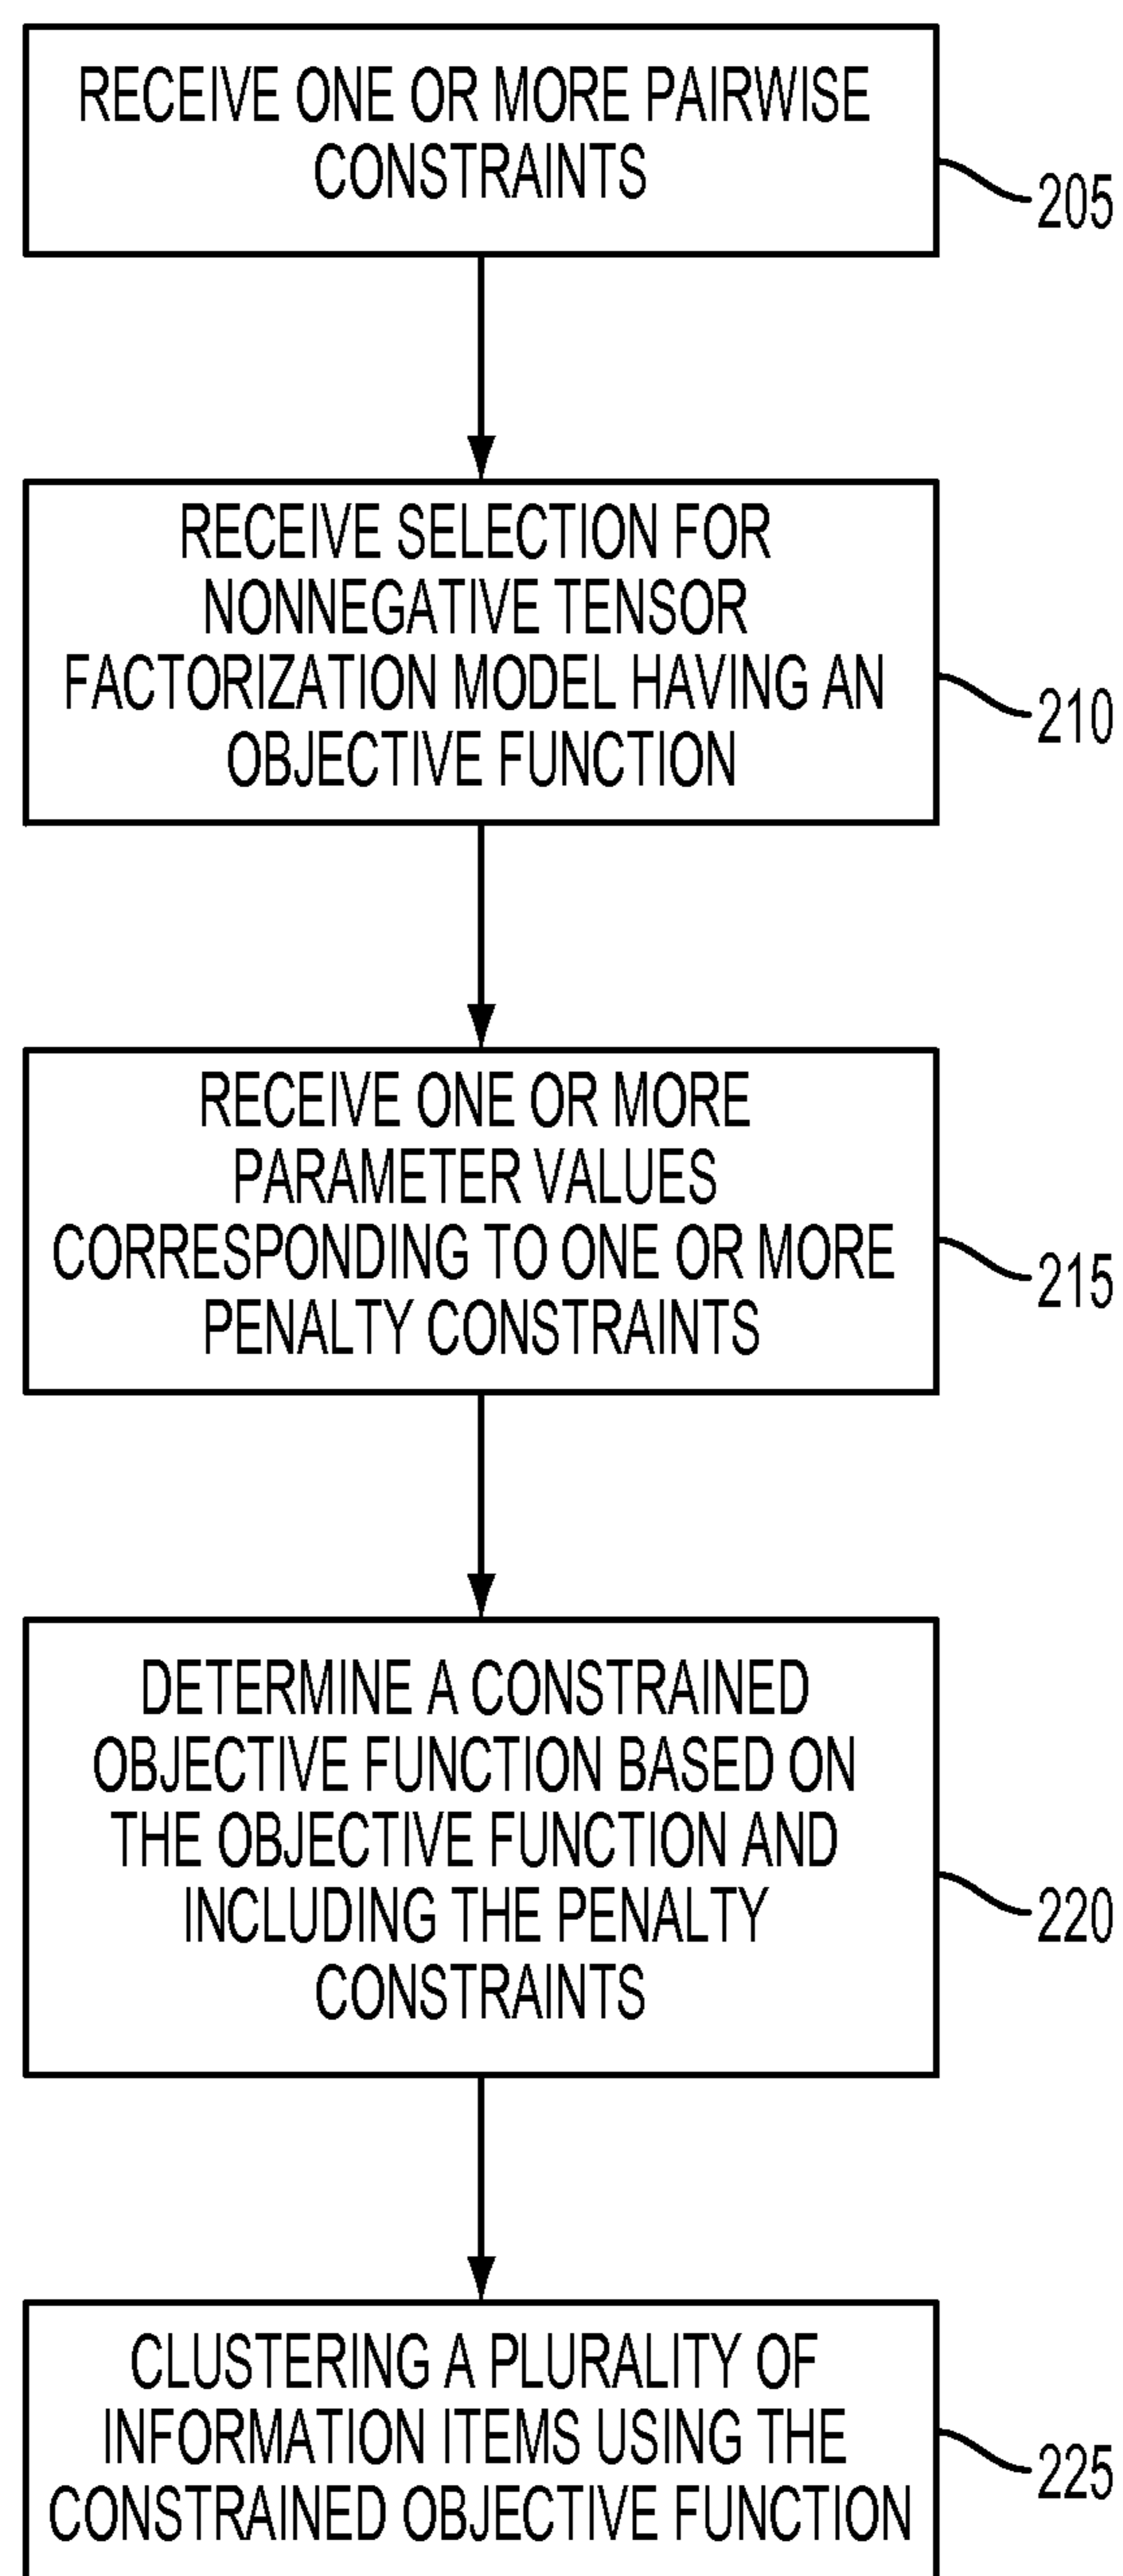 RECEIVE ONE OR MORE PAIRWISE
CONSTRAINTS
205
RECEIVE SELECTION FOR
NONNEGATIVE TENSOR
FACTORIZATION MODEL HAVING AN
OBJECTIVE FUNCTION
210
RECEIVE ONE OR MORE
PARAMETER VALUES
CORRESPONDING TO ONE OR MORE
PENALTY CONSTRAINTS
215
DETERMINE A CONSTRAINED
OBJECTIVE FUNCTION BASED ON
THE OBJECTIVE FUNCTION AND
INCLUDING THE PENALTY
CONSTRAINTS
220
CLUSTERING A PLURALITY OF
INFORMATION ITEMS USING THE
CONSTRAINED OBJECTIVE FUNCTION
225